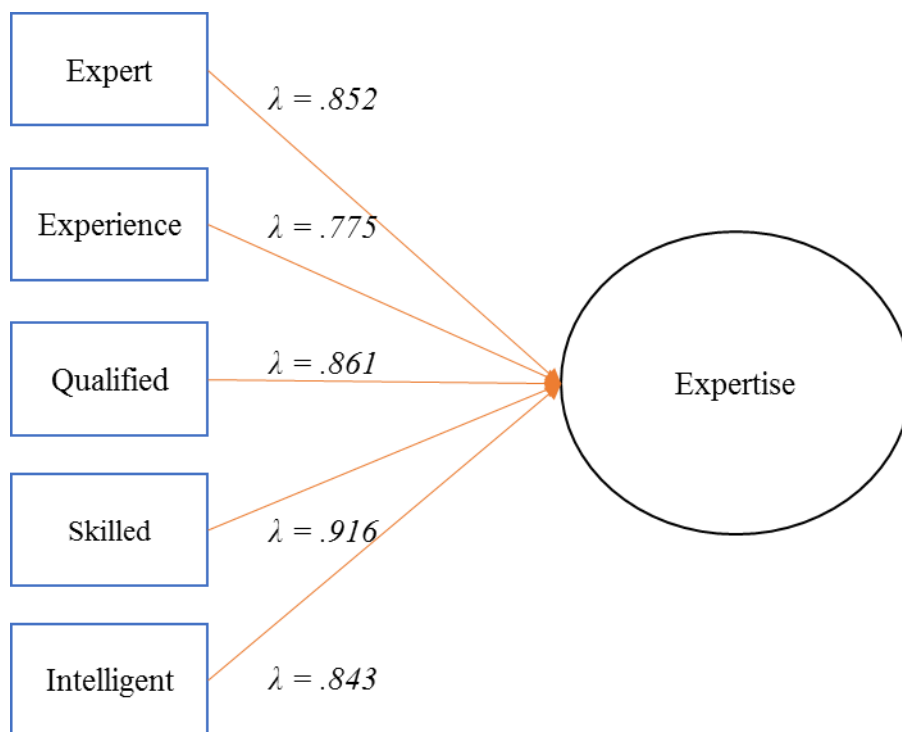 Expert
λ = .852
Experience
λ = .775
Qualified
λ = .861
Expertise
Skilled
λ = .916
Intelligent
λ = .843